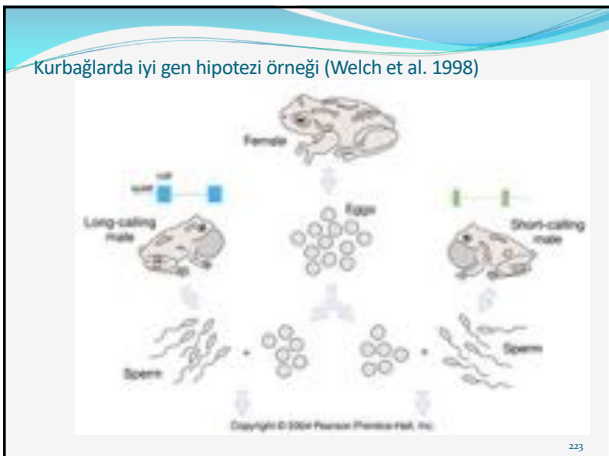 Kurbağlarda iyi gen hipotezi örneği (Welch et al. 1998)
Female
Long-calling
male
Eggs
Short-calling
male
Sperm
+
+
Sperm
Copyright © 2004 Pearson Prentice-Hall, Inc.
223